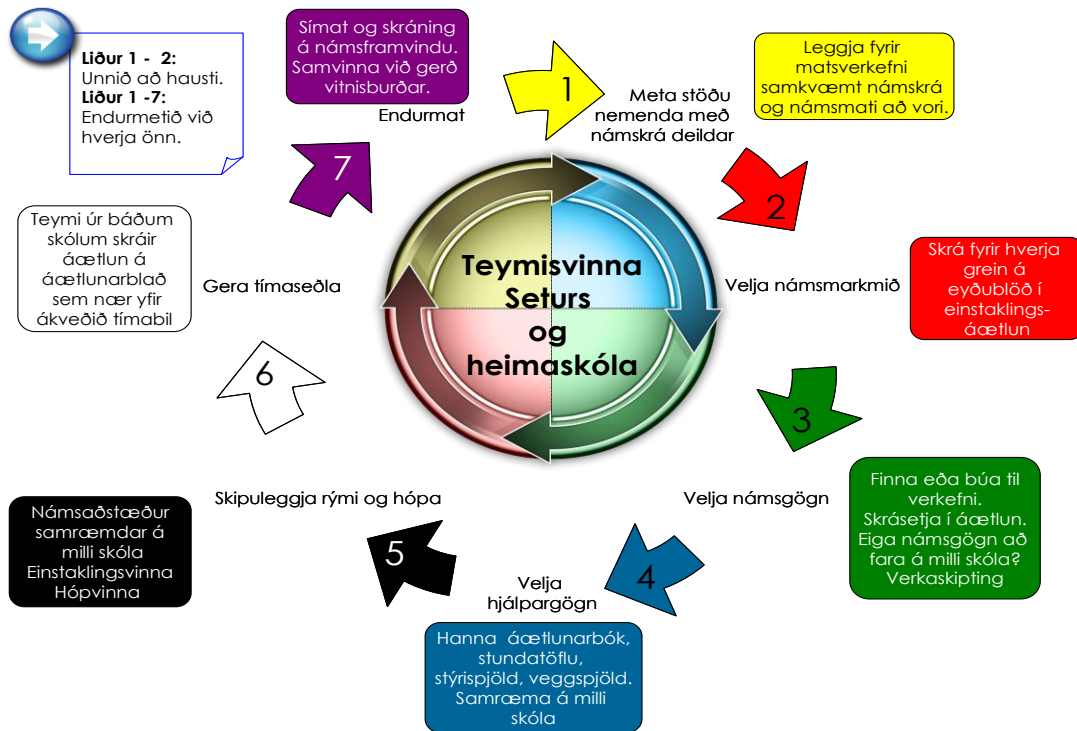 Liður 1 - 2:
Unnið að hausti.
Liður 1 -7:
Endurmetið við
hverja önn.
Símat og skráning
á námsframvindu.
Samvinna við gerð
vitnisburðar.
Endurmat
1
Meta stöðu
nemenda með
námskrá deildar
Leggja fyrir
matsverkefni
samkvæmt námskrá
og námsmati að vori.
2
Velja námsmarkmið
Skrá fyrir hverja
grein á
eyðublöð í
einstaklings-
áætlun
3
Velja námsgögn
Finna eða búa til
verkefni.
Skrásetja í áætlun.
Eiga námsgögn að
fara á milli skóla?
Verkaskipting
4
Velja
hjálpargögn
Hanna áætlunarbók,
stundatöflu,
stýrispjöld, veggspjöld.
Samræma á milli
skóla
5
Skipuleggja rými og hópa
Námsaðstæður
samræmdar á
milli skóla
Einstaklingsvinna
Hópvinna
6
Gera tímaseðla
Teymi úr báðum
skólum skráir
áætlun á
áætlunarblað
sem nær yfir
ákveðið tímabil
7
Teymisvinna
Seturs
og
heimaskóla